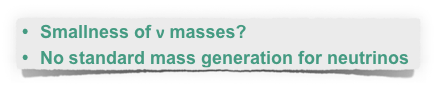 • Smallness of ν masses?
• No standard mass generation for neutrinos